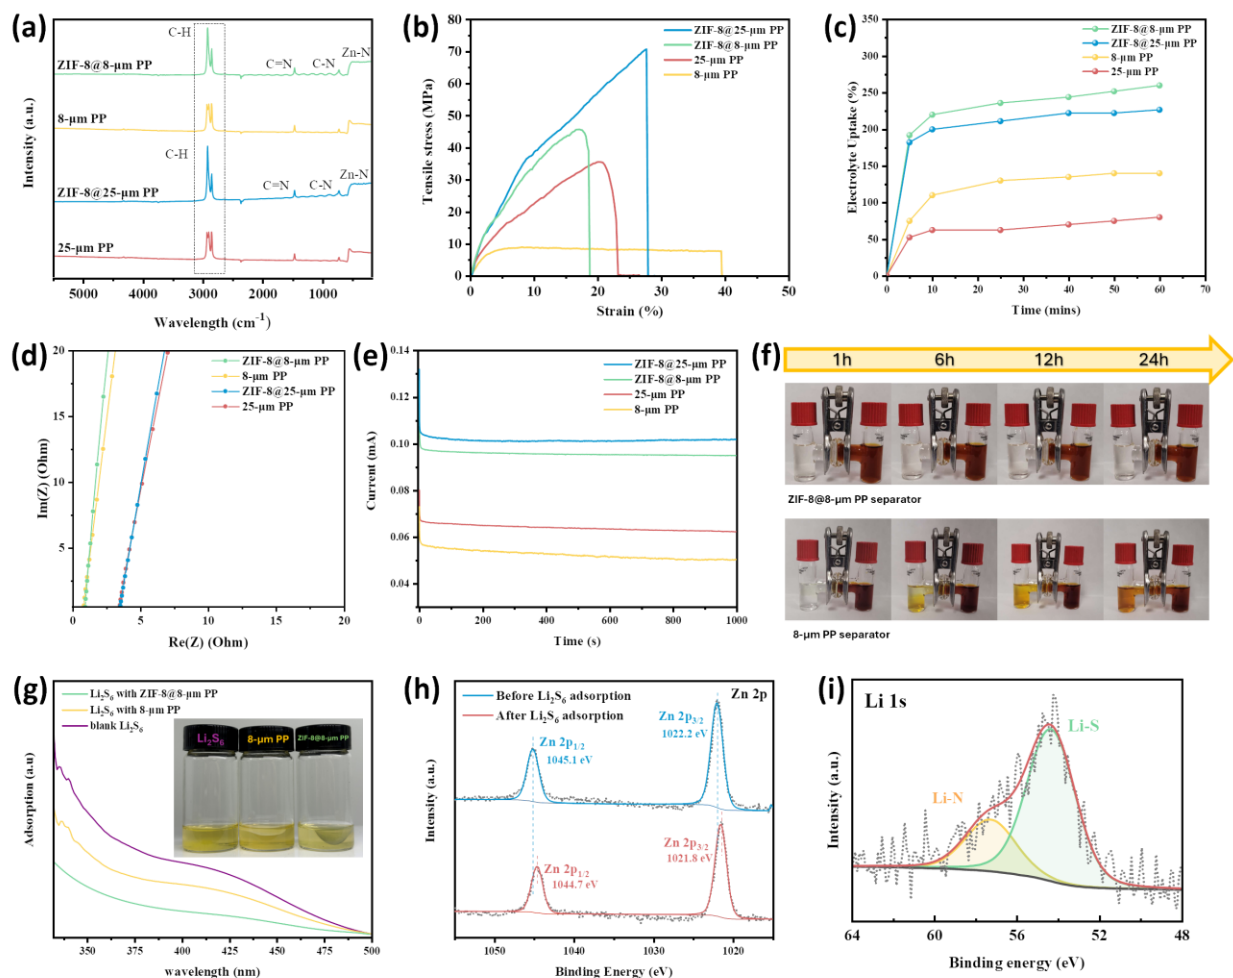 (a)
C-H
Zn-N
C=N
C-N
ZIF-8@8-μm PP
8-μm PP
C-H
Zn-N
C=N
C-N
ZIF-8@25-μm PP
25-μm PP
Intensity (a.u.)
5000 4000 3000 2000 1000
Wavelength (cm⁻¹)
(b)
ZIF-8@25-μm PP
ZIF-8@8-μm PP
25-μm PP
8-μm PP
Tensile stress (MPa)
80
75
70
65
60
55
50
45
40
35
30
25
20
15
10
5
0
0 10 20 30 40 50
Strain (%)
(c)
ZIF-8@8-μm PP
ZIF-8@25-μm PP
8-μm PP
25-μm PP
Electrolyte Uptake (%)
350
300
250
200
150
100
50
0
0 10 20 30 40 50 60 70
Time (mins)
(d)
ZIF-8@8-μm PP
8-μm PP
ZIF-8@25-μm PP
25-μm PP
Im(Z) (Ohm)
20
15
10
5
0 5 10 15 20
Re(Z) (Ohm)
(e)
ZIF-8@25-μm PP
ZIF-8@8-μm PP
25-μm PP
8-μm PP
Current (mA)
0.14
0.12
0.10
0.08
0.06
0.04
0 200 400 600 800 1000
Time (s)
(f)
1h 6h 12h 24h
ZIF-8@8-μm PP separator
8-μm PP separator
(g)
Li₂S₆ with ZIF-8@8-μm PP
Li₂S₆ with 8-μm PP
blank Li₂S₆
Li₂S₆ 8-μm PP ZIF-8@8-μm PP
Adsorption (a.u)
350 400 450 500
wavelength (nm)
(h)
Zn 2p
Before Li₂S₆ adsorption
After Li₂S₆ adsorption
Zn 2p₃/₂
1022.2 eV
Zn 2p₁/₂
1045.1 eV
Zn 2p₃/₂
1021.8 eV
Zn 2p₁/₂
1044.7 eV
Intensity (a.u.)
1050 1040 1030 1020
Binding Energy (eV)
(i)
Li 1s
Li-S
Li-N
Intensity (a.u.)
64 60 56 52 48
Binding energy (eV)